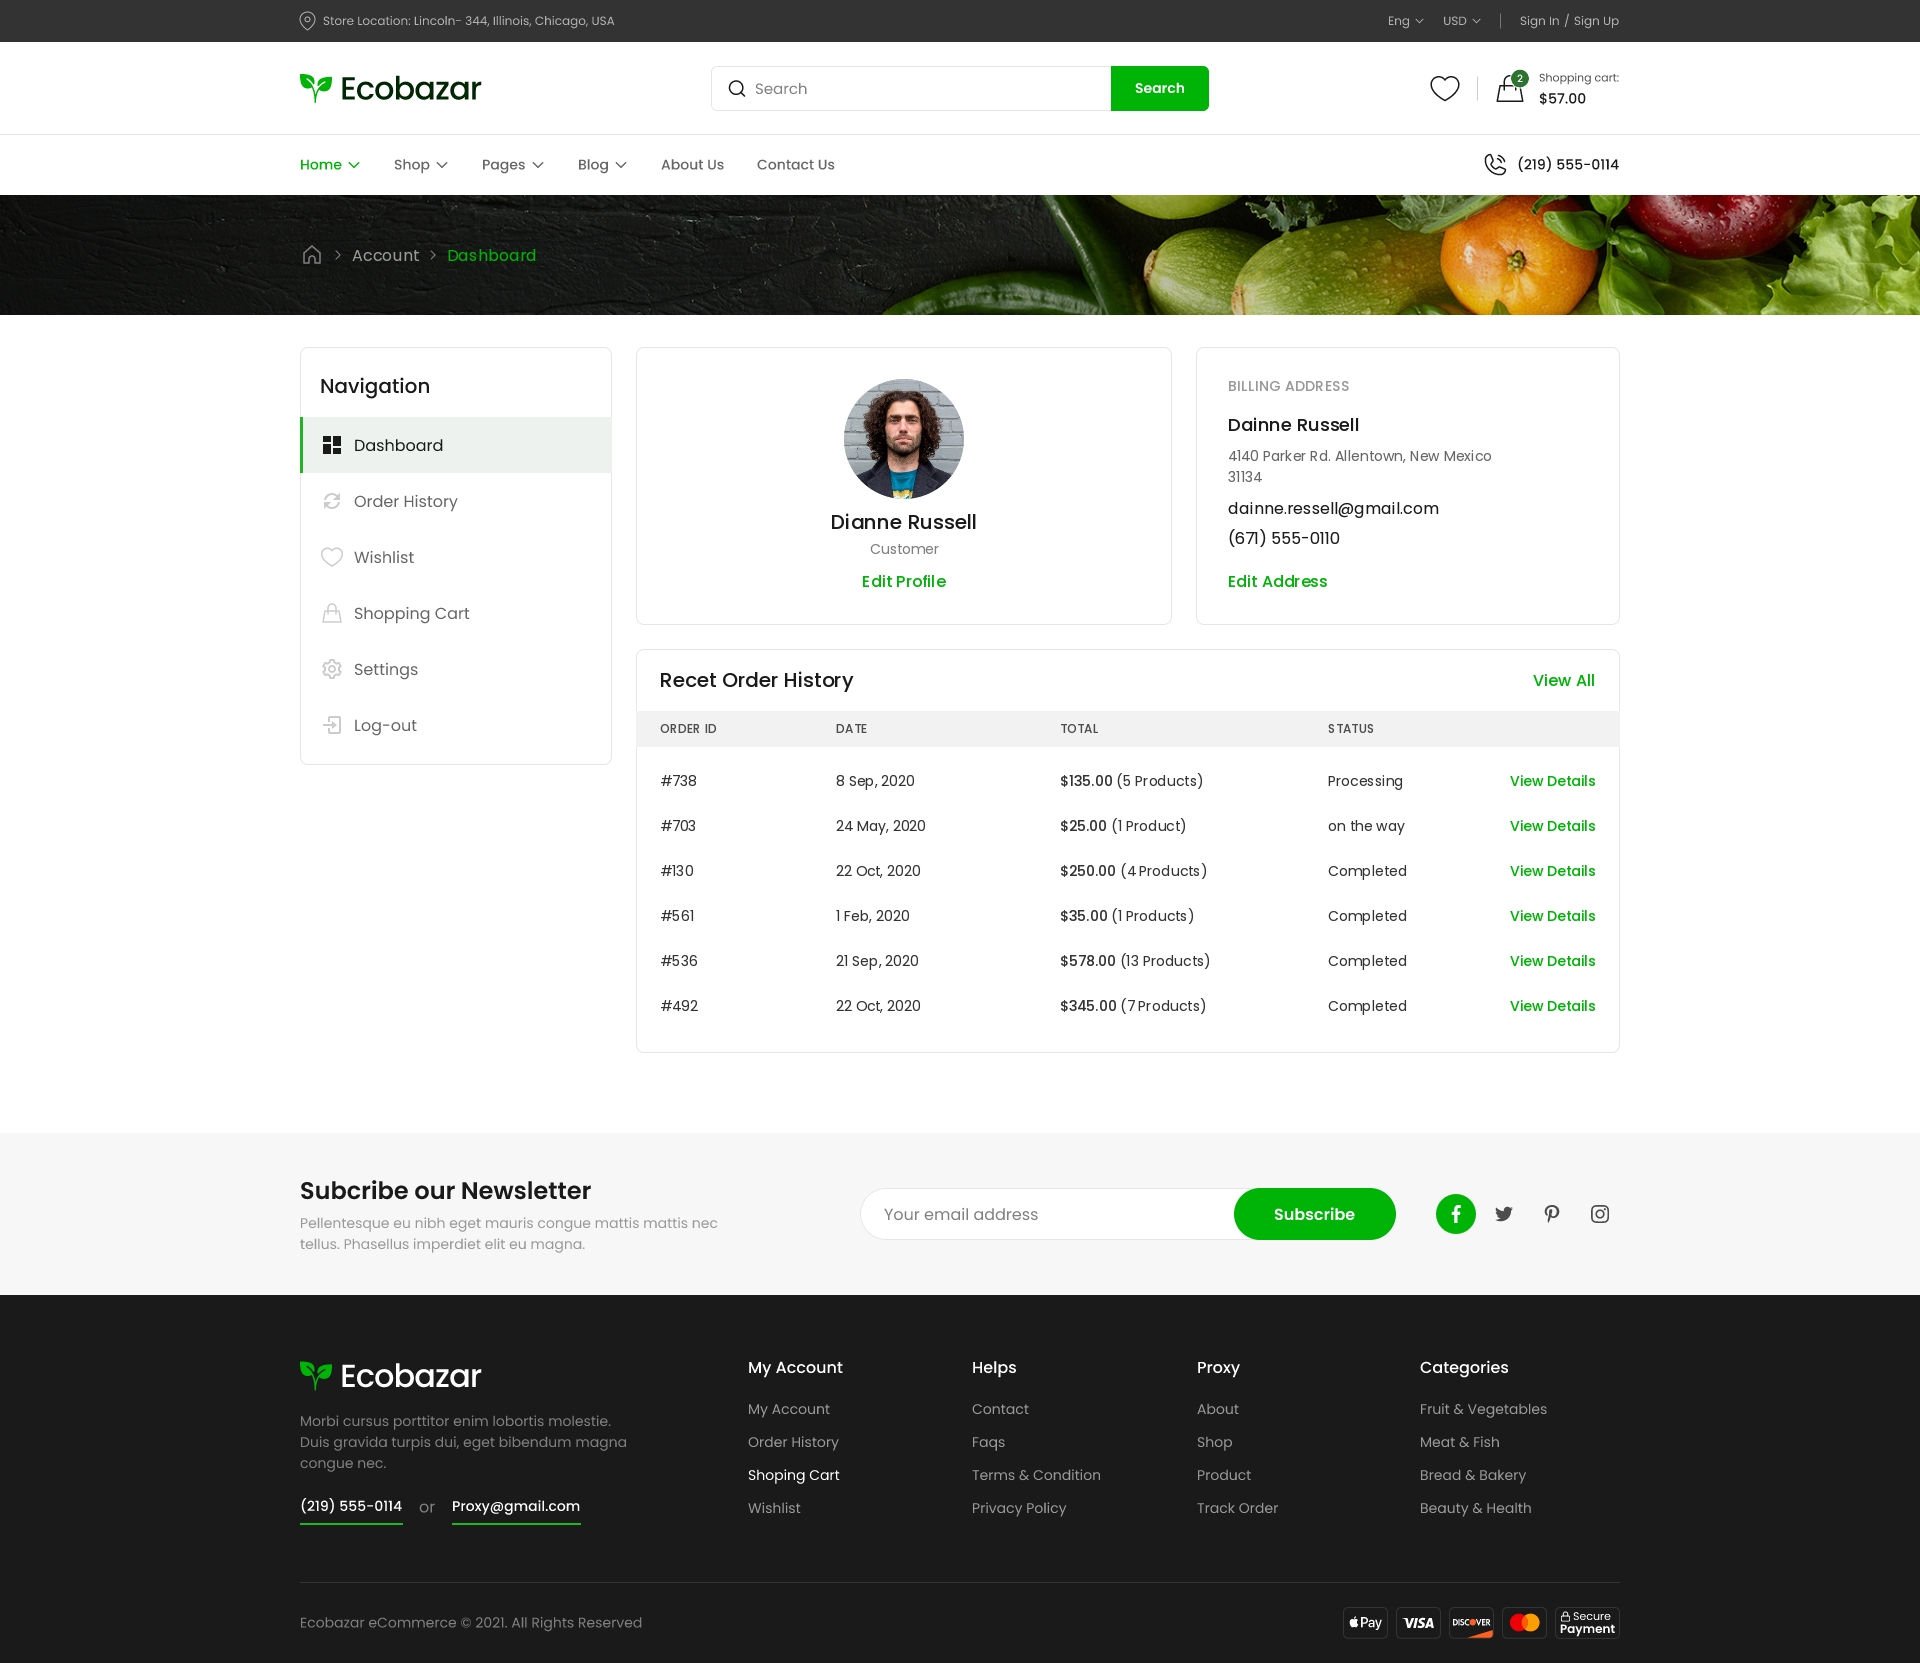 Store Location: Lincoln- 344, Illinois, Chicago, USA
Eng USD Sign In / Sign Up
Ecobazar
Search Search
2 Shopping cart:
$57.00
Home Shop Pages Blog About Us Contact Us
(219) 555-0114
Account Dashboard
Navigation
Dashboard
Order History
Wishlist
Shopping Cart
Settings
Log-out
Dianne Russell
Customer
Edit Profile
BILLING ADDRESS
Dainne Russell
4140 Parker Rd. Allentown, New Mexico
31134
dainne.ressell@gmail.com
(671) 555-0110
Edit Address
Recet Order History View All
ORDER ID DATE TOTAL STATUS
#738 8 Sep, 2020 $135.00 (5 Products) Processing View Details
#703 24 May, 2020 $25.00 (1 Product) on the way View Details
#130 22 Oct, 2020 $250.00 (4 Products) Completed View Details
#561 1 Feb, 2020 $35.00 (1 Products) Completed View Details
#536 21 Sep, 2020 $578.00 (13 Products) Completed View Details
#492 22 Oct, 2020 $345.00 (7 Products) Completed View Details
Subcribe our Newsletter
Pellentesque eu nibh eget mauris congue mattis mattis nec
tellus. Phasellus imperdiet elit eu magna.
Your email address Subscribe
Ecobazar
Morbi cursus porttitor enim lobortis molestie.
Duis gravida turpis dui, eget bibendum magna
congue nec.
(219) 555-0114 or Proxy@gmail.com
My Account
My Account
Order History
Shoping Cart
Wishlist
Helps
Contact
Faqs
Terms & Condition
Privacy Policy
Proxy
About
Shop
Product
Track Order
Categories
Fruit & Vegetables
Meat & Fish
Bread & Bakery
Beauty & Health
Ecobazar eCommerce © 2021. All Rights Reserved
Pay VISA DISCOVER
Secure
Payment